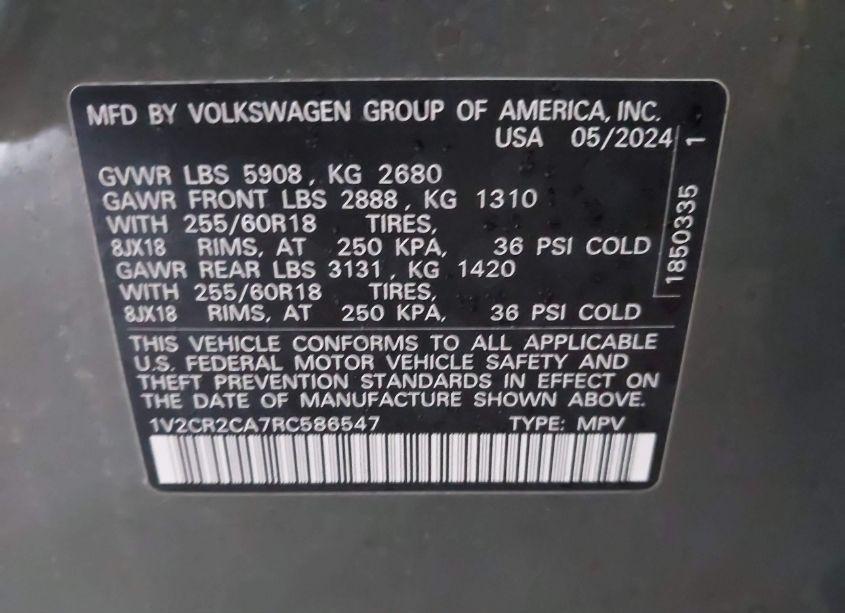 MFD BY VOLKSWAGEN GROUP OF AMERICA, INC.
USA 05/2024
GVWR LBS 5908, KG 2680
GAWR FRONT LBS 2888, KG 1310
WITH 255/60R18 TIRES,
8JX18 RIMS, AT 250 KPA, 36 PSI COLD
GAWR REAR LBS 3131, KG 1420
WITH 255/60R18 TIRES,
8JX18 RIMS, AT 250 KPA, 36 PSI COLD
THIS VEHICLE CONFORMS TO ALL APPLICABLE
U.S. FEDERAL MOTOR VEHICLE SAFETY AND
THEFT PREVENTION STANDARDS IN EFFECT ON
THE DATE OF MANUFACTURE SHOWN ABOVE.
1V2CR2CA7RC586547 TYPE: MPV
1850335 1